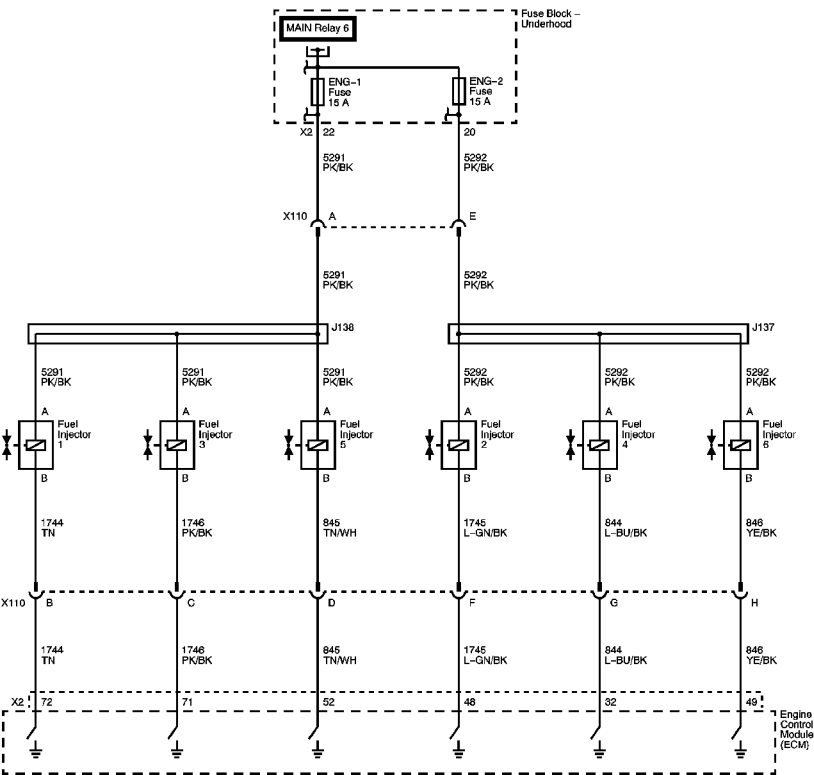 Fuse Block –
Underhood
MAIN Relay 6
ENG–1
Fuse
15 A
ENG–2
Fuse
15 A
X2 22
20
5291
PK/BK
5292
PK/BK
X110 A
E
5291
PK/BK
5292
PK/BK
J138
J137
5291
PK/BK
5291
PK/BK
5291
PK/BK
5292
PK/BK
5292
PK/BK
5292
PK/BK
A
A
A
A
A
A
Fuel
Injector
1
Fuel
Injector
3
Fuel
Injector
5
Fuel
Injector
2
Fuel
Injector
4
Fuel
Injector
6
B
B
B
B
B
B
1744
TN
1746
PK/BK
845
TN/WH
1745
L–GN/BK
844
L–BU/BK
846
YE/BK
X110 B
C
D
F
G
H
1744
TN
1746
PK/BK
845
TN/WH
1745
L–GN/BK
844
L–BU/BK
846
YE/BK
X2 72
71
52
48
32
49
Engine
Control
Module
(ECM)